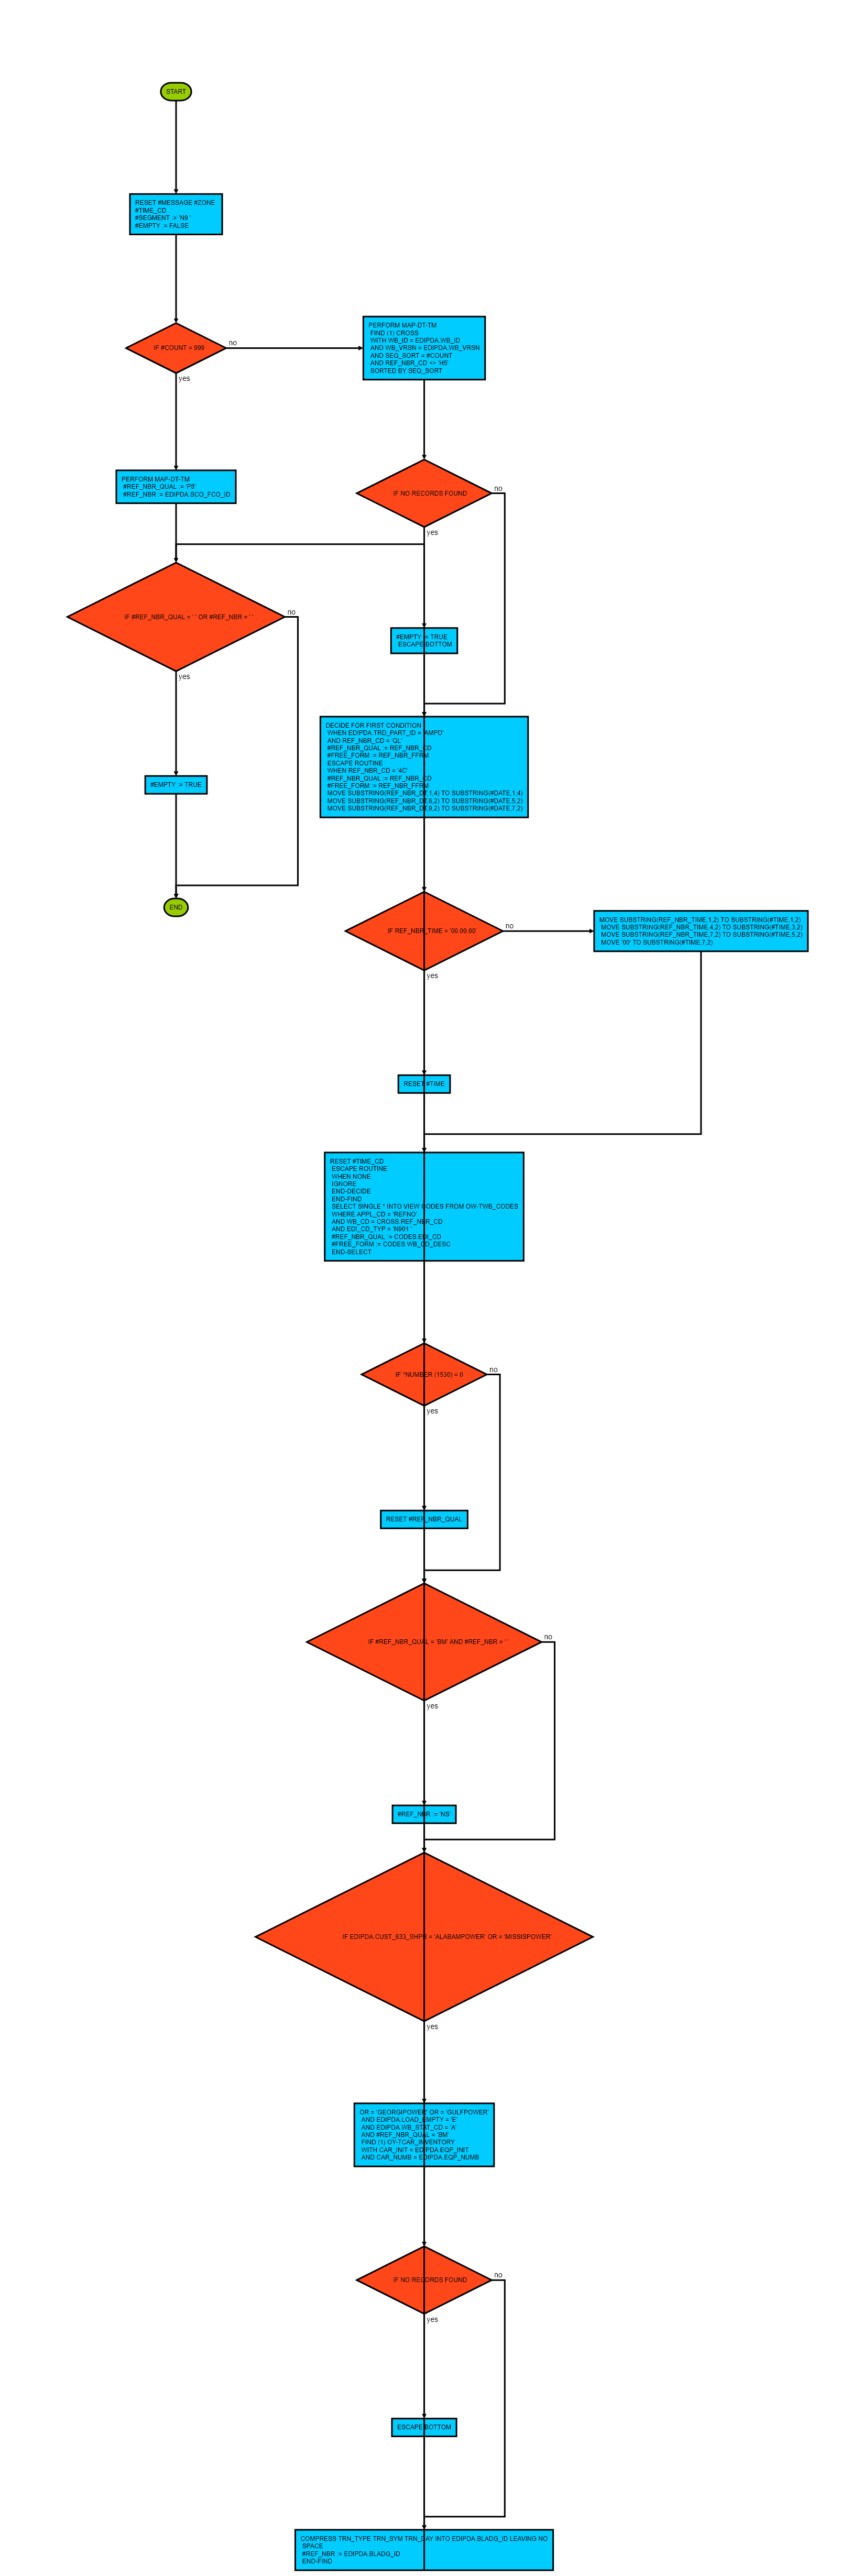 START
RESET #MESSAGE #ZONE
#TIME_CD
#SEGMENT := 'N9 '
#EMPTY := FALSE
IF #COUNT = 999
no
yes
PERFORM MAP-DT-TM
FIND (1) CROSS
WITH WB_ID = EDIPDA.WB_ID
AND WB_VRSN = EDIPDA.WB_VRSN
AND SEQ_SORT = #COUNT
AND REF_NBR_CD <> 'H5'
SORTED BY SEQ_SORT
PERFORM MAP-DT-TM
#REF_NBR_QUAL := 'P8'
#REF_NBR := EDIPDA.SCO_FCO_ID
IF NO RECORDS FOUND
no
yes
IF #REF_NBR_QUAL = ' ' OR #REF_NBR = ' '
no
yes
#EMPTY := TRUE
ESCAPE BOTTOM
DECIDE FOR FIRST CONDITION
WHEN EDIPDA.TRD_PART_ID = 'AMPD'
AND REF_NBR_CD = 'QL'
#REF_NBR_QUAL := REF_NBR_CD
#FREE_FORM := REF_NBR_FFRM
ESCAPE ROUTINE
WHEN REF_NBR_CD = '4C'
#REF_NBR_QUAL := REF_NBR_CD
#FREE_FORM := REF_NBR_FFRM
MOVE SUBSTRING(REF_NBR_DT,1,4) TO SUBSTRING(#DATE,1,4)
MOVE SUBSTRING(REF_NBR_DT,6,2) TO SUBSTRING(#DATE,5,2)
MOVE SUBSTRING(REF_NBR_DT,9,2) TO SUBSTRING(#DATE,7,2)
#EMPTY := TRUE
END
IF REF_NBR_TIME = '00.00.00'
no
yes
MOVE SUBSTRING(REF_NBR_TIME,1,2) TO SUBSTRING(#TIME,1,2)
MOVE SUBSTRING(REF_NBR_TIME,4,2) TO SUBSTRING(#TIME,3,2)
MOVE SUBSTRING(REF_NBR_TIME,7,2) TO SUBSTRING(#TIME,5,2)
MOVE '00' TO SUBSTRING(#TIME,7,2)
RESET #TIME
RESET #TIME_CD
ESCAPE ROUTINE
WHEN NONE
IGNORE
END-DECIDE
END-FIND
SELECT SINGLE * INTO VIEW CODES FROM OW-TWB_CODES
WHERE APPL_CD = 'REFNO'
AND WB_CD = CROSS.REF_NBR_CD
AND EDI_CD_TYP = 'N901 '
#REF_NBR_QUAL := CODES.EDI_CD
#FREE_FORM := CODES.WB_CD_DESC
END-SELECT
IF *NUMBER (1530) = 0
no
yes
RESET #REF_NBR_QUAL
IF #REF_NBR_QUAL = 'BM' AND #REF_NBR = ' '
no
yes
#REF_NBR := 'NS'
IF EDIPDA.CUST_633_SHPR = 'ALABAMPOWER' OR = 'MISSISPOWER'
yes
OR = 'GEORGIPOWER' OR = 'GULFPOWER'
AND EDIPDA.LOAD_EMPTY = 'E'
AND EDIPDA.WB_STAT_CD = 'A'
AND #REF_NBR_QUAL = 'BM'
FIND (1) OY-TCAR_INVENTORY
WITH CAR_INIT = EDIPDA.EQP_INIT
AND CAR_NUMB = EDIPDA.EQP_NUMB
IF NO RECORDS FOUND
no
yes
ESCAPE BOTTOM
COMPRESS TRN_TYPE TRN_SYM TRN_DAY INTO EDIPDA.BLADG_ID LEAVING NO
SPACE
#REF_NBR := EDIPDA.BLADG_ID
END-FIND